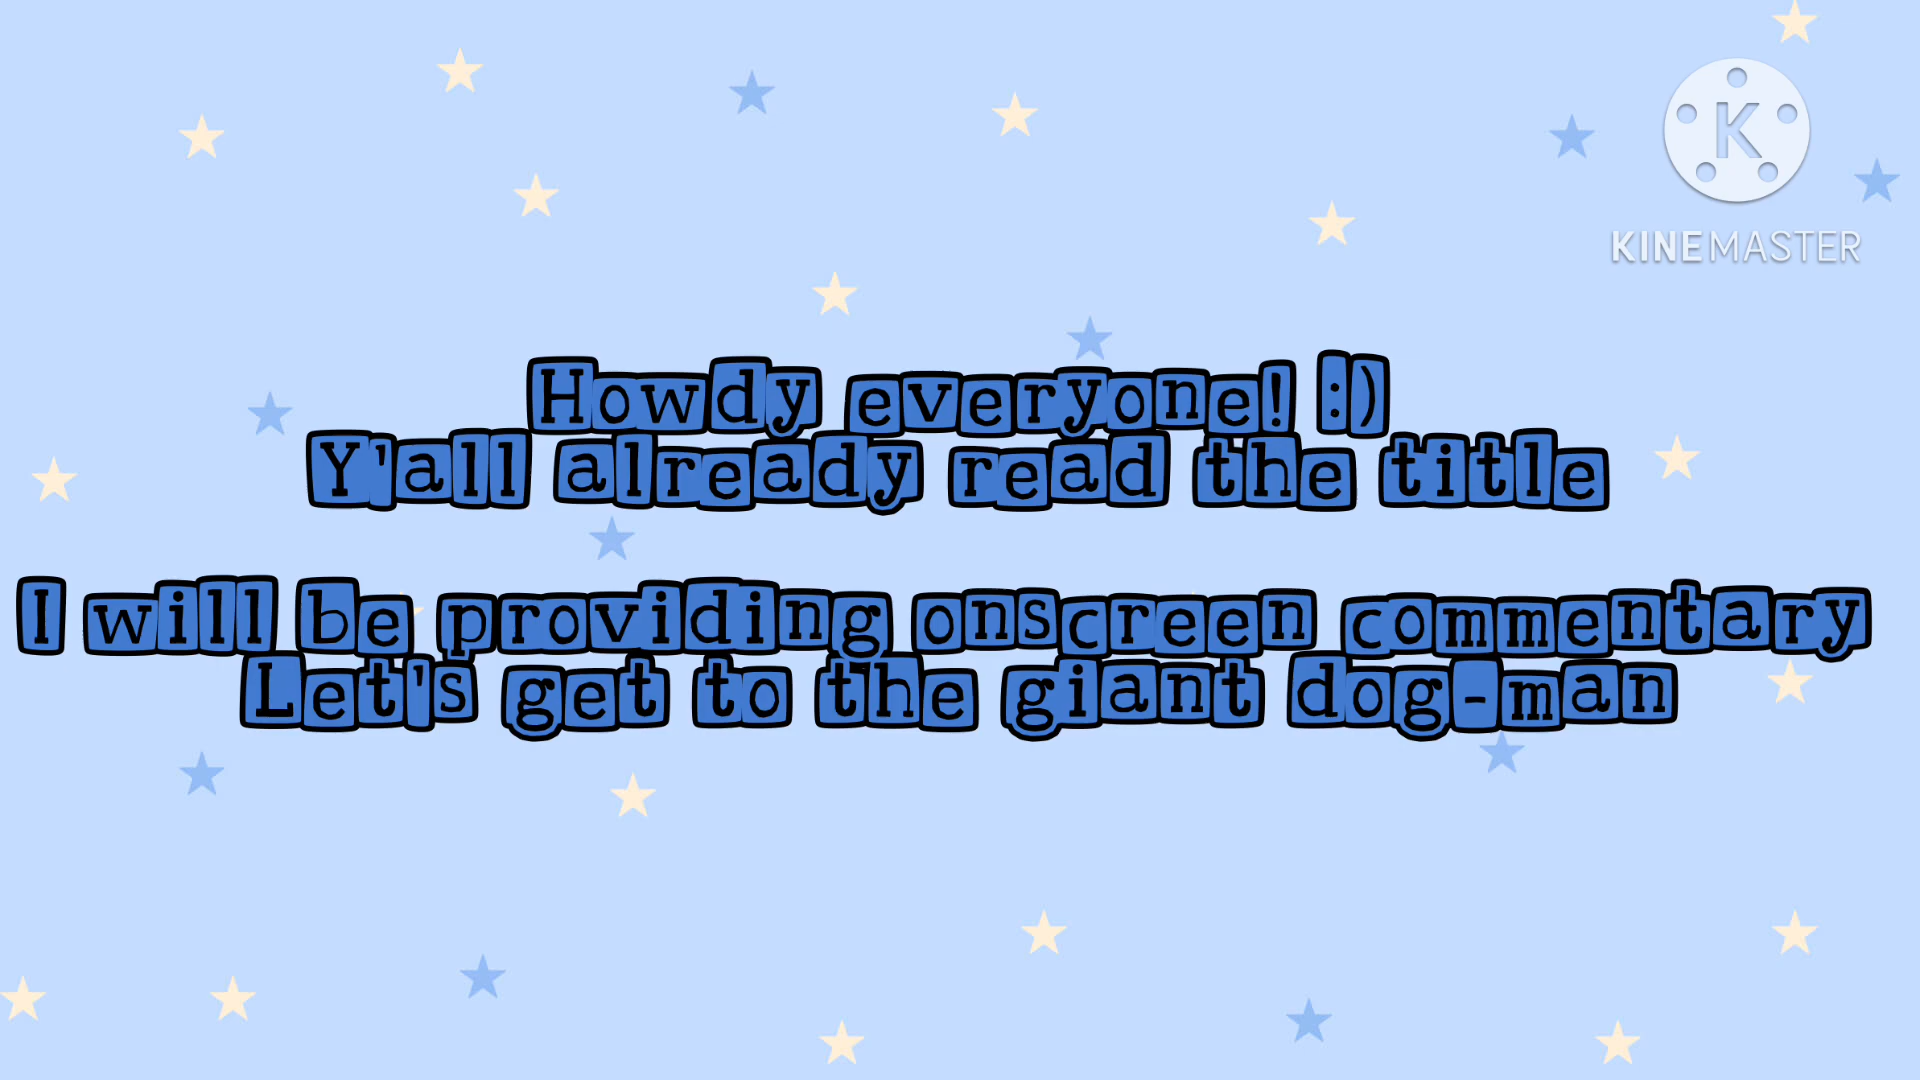 K
KINEMASTER
Howdy everyone! :)
Y'all already read the title
I will be providing onscreen commentary
Let's get to the giant dog-man